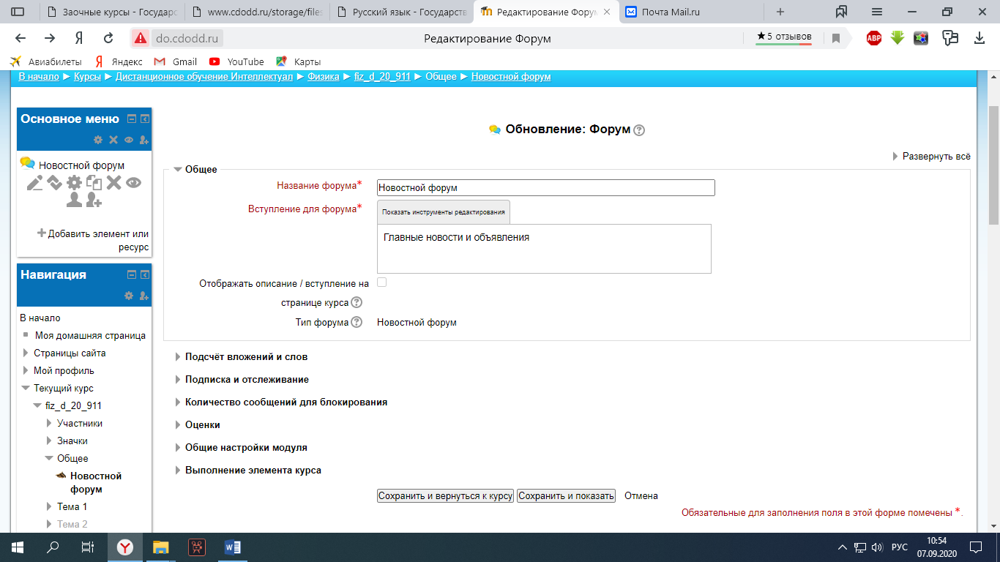 Заочные курсы - Государс
www.cdodd.ru/storage/files
Русский язык - Государств
Редактирование Форум
Почта Mail.ru
do.cdodd.ru
Редактирование Форум
★5 отзывов
ABP
Авиабилеты
Яндекс
Gmail
YouTube
Карты
В начало ► Курсы ► Дистанционное обучение Интеллектуал ► Физика ► fiz_d_20_911 ► Общее ► Новостной форум
Основное меню
Новостной форум
Добавить элемент или
ресурс
Навигация
В начало
Моя домашняя страница
Страницы сайта
Мой профиль
Текущий курс
fiz_d_20_911
Участники
Значки
Общее
Новостной
форум
Тема 1
Тема 2
Обновление: Форум
Развернуть всё
Общее
Название форума*
Новостной форум
Вступление для форума*
Показать инструменты редактирования
Главные новости и объявления
Отображать описание / вступление на
странице курса
Тип форума
Новостной форум
Подсчёт вложений и слов
Подписка и отслеживание
Количество сообщений для блокирования
Оценки
Общие настройки модуля
Выполнение элемента курса
Сохранить и вернуться к курсу
Сохранить и показать
Отмена
Обязательные для заполнения поля в этой форме помечены *.
РУС
10:54
07.09.2020